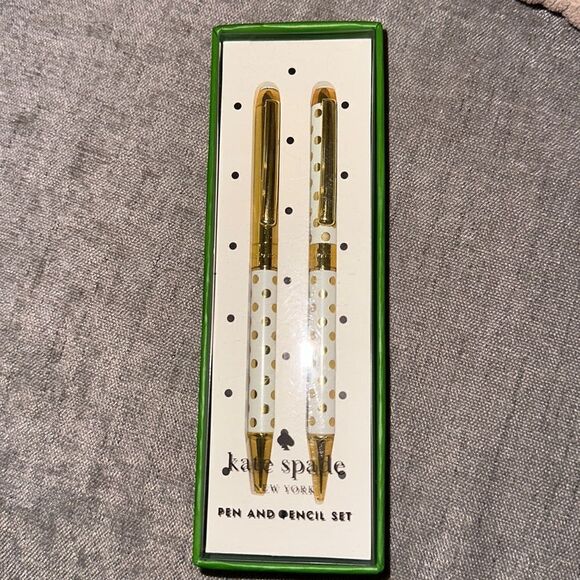 kate spade
NEW YORK
PEN AND PENCIL SET